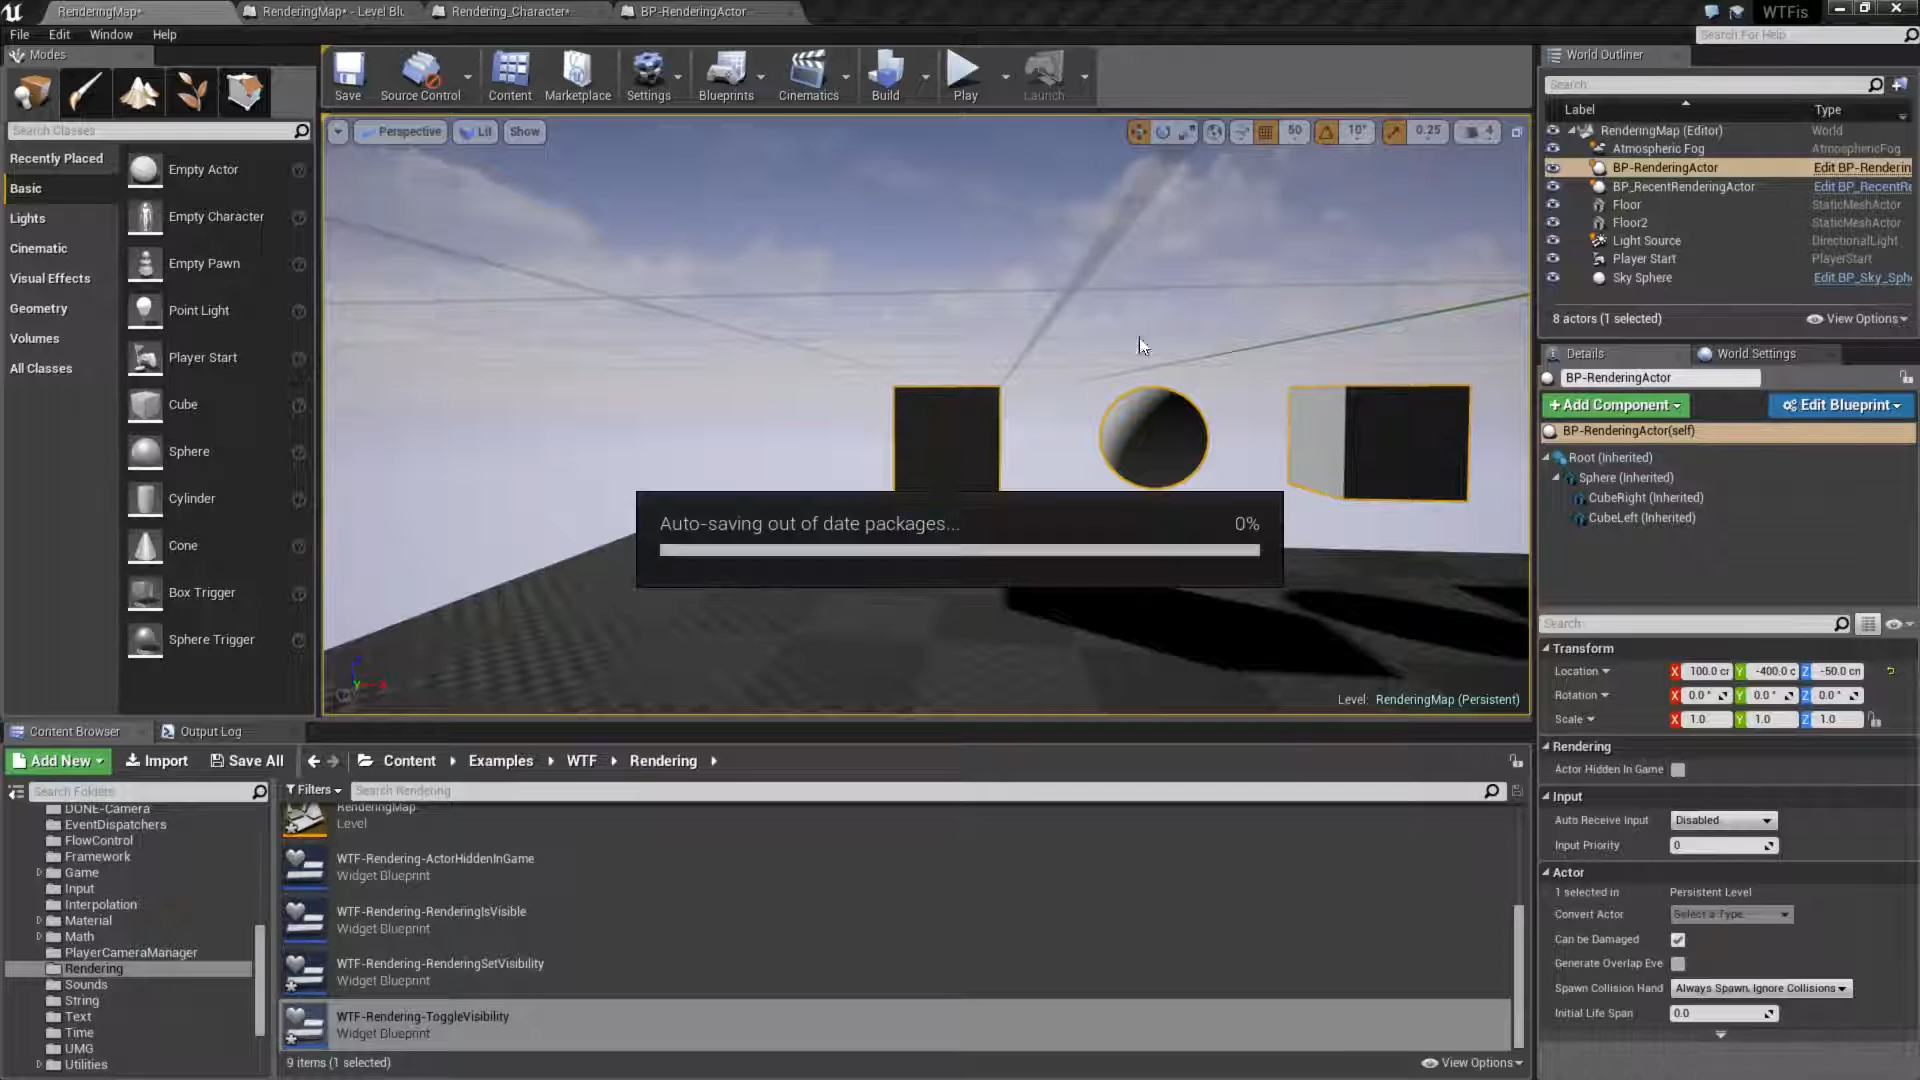 RenderingMap*
RenderingMap* - Level Blu
Rendering_Character*
BP-RenderingActor
WTFis
File
Edit
Window
Help
Search For Help
Modes
Save
Source Control
Content
Marketplace
Settings
Blueprints
Cinematics
Build
Play
Launch
Search Classes
Recently Placed
Basic
Lights
Cinematic
Visual Effects
Geometry
Volumes
All Classes
Empty Actor
Empty Character
Empty Pawn
Point Light
Player Start
Cube
Sphere
Cylinder
Cone
Box Trigger
Sphere Trigger
Perspective
Lit
Show
50
10°
0.25
4
Auto-saving out of date packages...
0%
Level: RenderingMap (Persistent)
World Outliner
Search
Label
Type
RenderingMap (Editor)
World
Atmospheric Fog
AtmosphericFog
BP-RenderingActor
Edit BP-Renderin
BP_RecentRenderingActor
Edit BP_RecentRe
Floor
StaticMeshActor
Floor2
StaticMeshActor
Light Source
DirectionalLight
Player Start
PlayerStart
Sky Sphere
Edit BP_Sky_Sph
8 actors (1 selected)
View Options
Details
World Settings
BP-RenderingActor
+Add Component
Edit Blueprint
BP-RenderingActor(self)
Root (Inherited)
Sphere (Inherited)
CubeRight (Inherited)
CubeLeft (Inherited)
Search
Transform
Location
X 100.0 cr Y -400.0 c Z -50.0 cm
Rotation
X 0.0 ° Y 0.0 ° Z 0.0 °
Scale
X 1.0 Y 1.0 Z 1.0
Rendering
Actor Hidden In Game
Input
Auto Receive Input
Disabled
Input Priority
0
Actor
1 selected in
Persistent Level
Convert Actor
Select a Type
Can be Damaged
Generate Overlap Eve
Spawn Collision Hand
Always Spawn, Ignore Collisions
Initial Life Span
0.0
Content Browser
Output Log
Add New
Import
Save All
Content
Examples
WTF
Rendering
Search Folders
Filters
Search Rendering
DONE-Camera
EventDispatchers
FlowControl
Framework
Game
Input
Interpolation
Material
Math
PlayerCameraManager
Rendering
Sounds
String
Text
Time
UMG
Utilities
RenderingMap
Level
WTF-Rendering-ActorHiddenInGame
Widget Blueprint
WTF-Rendering-RenderingIsVisible
Widget Blueprint
WTF-Rendering-RenderingSetVisibility
Widget Blueprint
WTF-Rendering-ToggleVisibility
Widget Blueprint
9 items (1 selected)
View Options